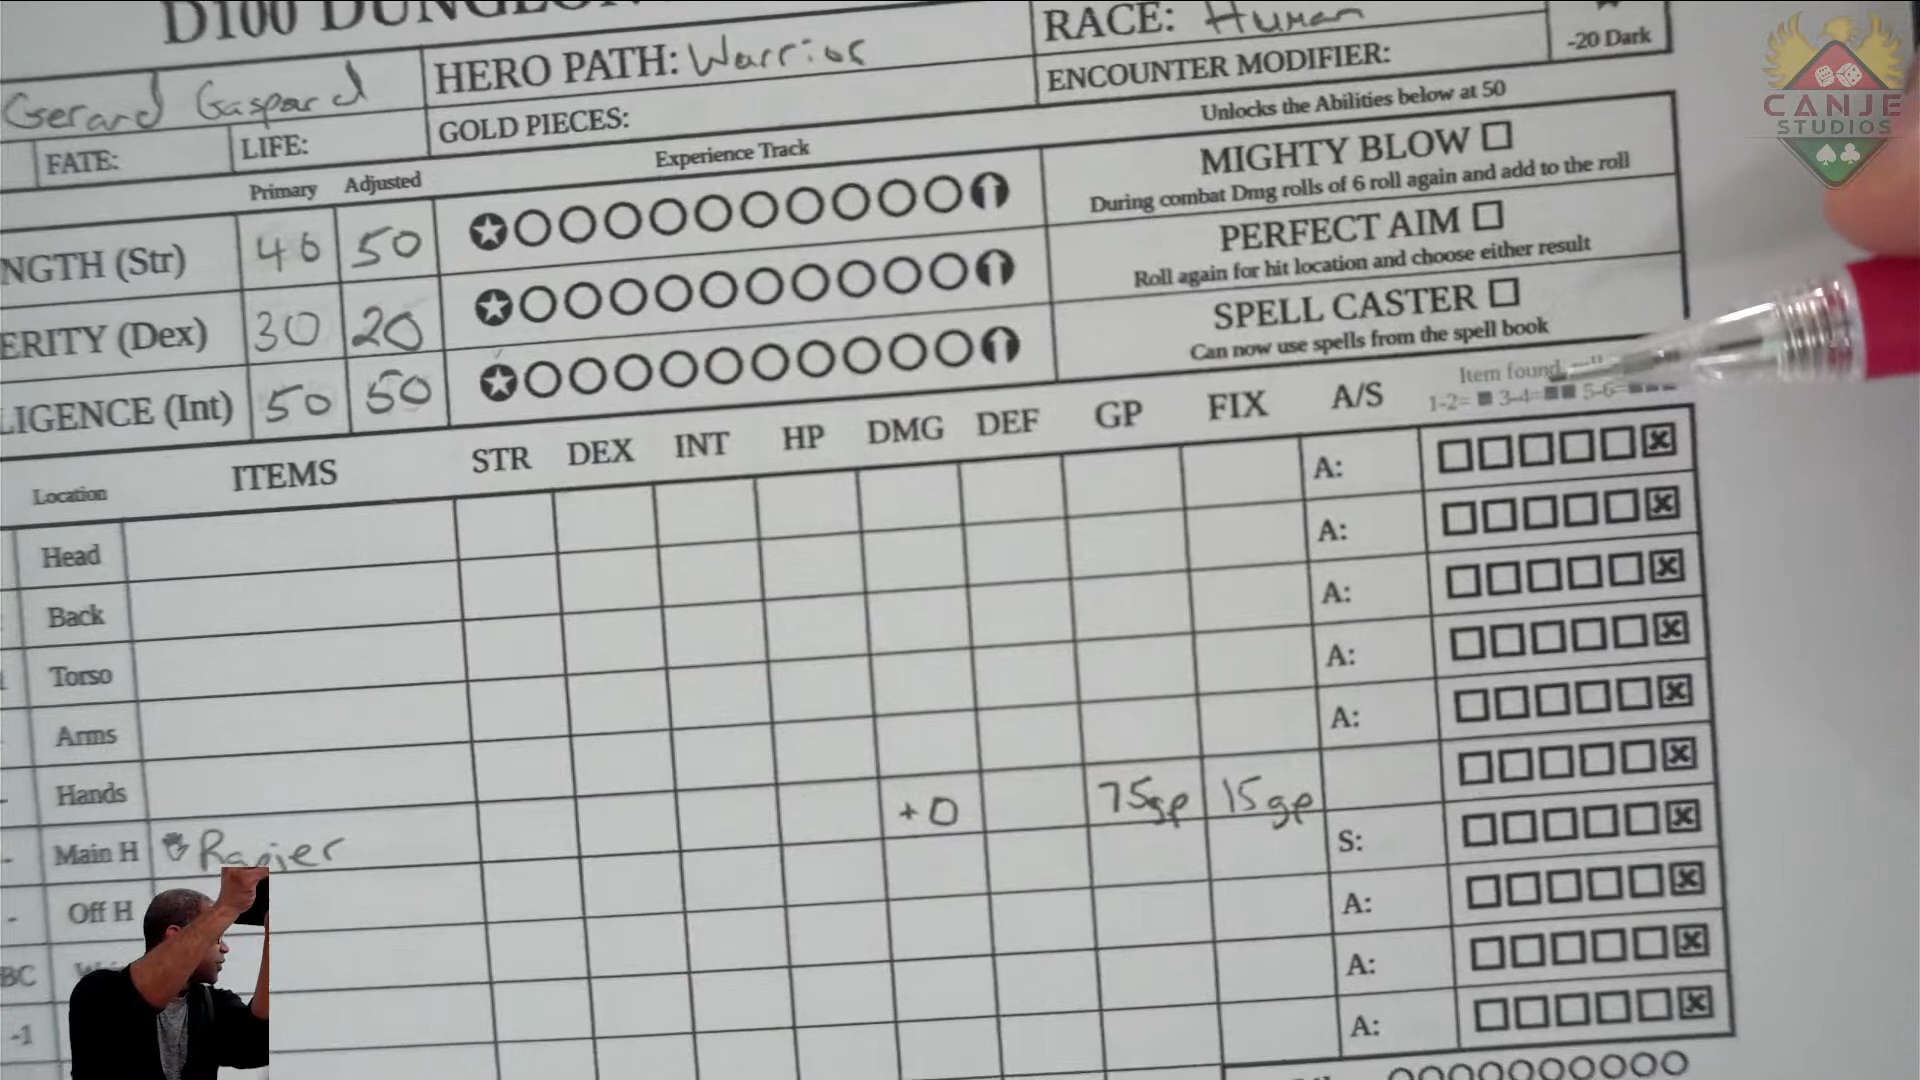 D100 DUNGEON
HERO PATH: Warrior
RACE: Human
-20 Dark
CANJE
STUDIOS
Gerard Gaspard
ENCOUNTER MODIFIER:
FATE:
LIFE:
GOLD PIECES:
Unlocks the Abilities below at 50
Primary Adjusted Experience Track
MIGHTY BLOW
During combat Dmg rolls of 6 roll again and add to the roll
NGTH (Str) 40 50
PERFECT AIM
Roll again for hit location and choose either result
ERITY (Dex) 30 20
SPELL CASTER
Can now use spells from the spell book
LIGENCE (Int) 50 50
Item found
1-2= 3-4= 5-6=
Location ITEMS STR DEX INT HP DMG DEF GP FIX A/S
Head A:
Back A:
Torso A:
Arms A:
Hands A:
Main H Rapier +0 75gp 15gp
Off H S:
BC A:
-1 A:
A: